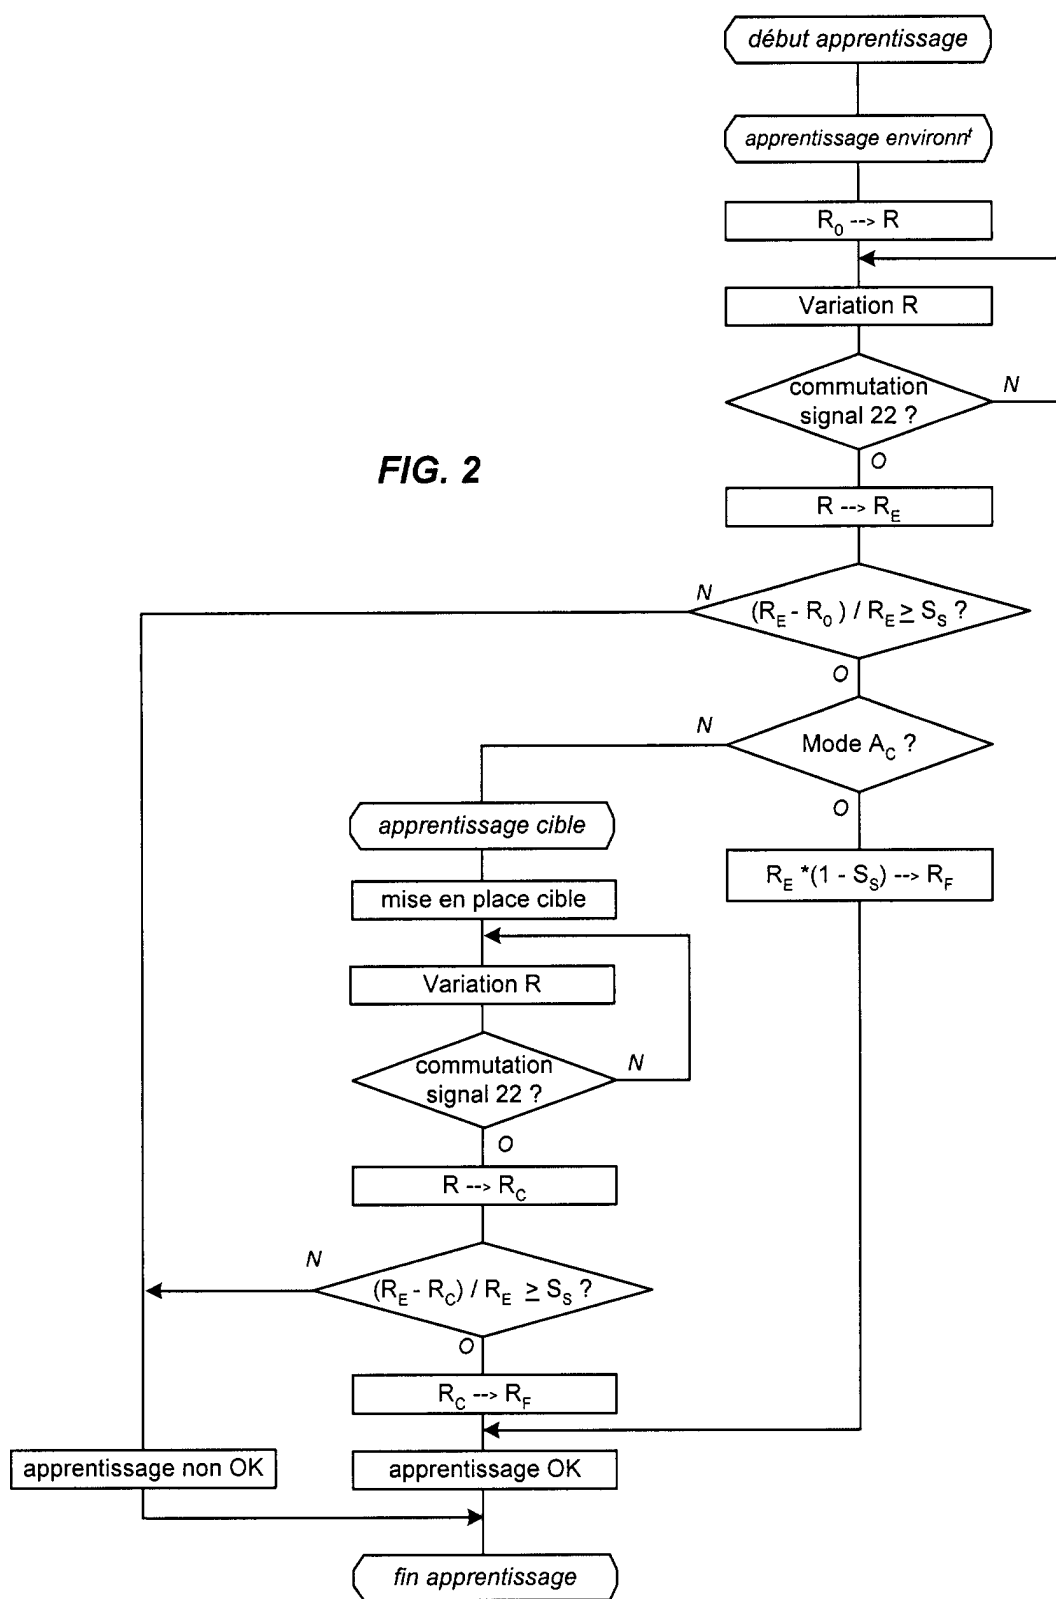 début apprentissage
apprentissage environnᵗ
R₀ --> R
Variation R
commutation
signal 22 ?
N
O
FIG. 2
R --> R_E
(R_E - R₀ ) / R_E ≥ S_S ?
N
O
Mode A_C ?
N
O
R_E *(1 - S_S) --> R_F
apprentissage cible
mise en place cible
Variation R
commutation
signal 22 ?
N
O
R --> R_C
(R_E - R_C) / R_E ≥ S_S ?
N
O
R_C --> R_F
apprentissage non OK
apprentissage OK
fin apprentissage